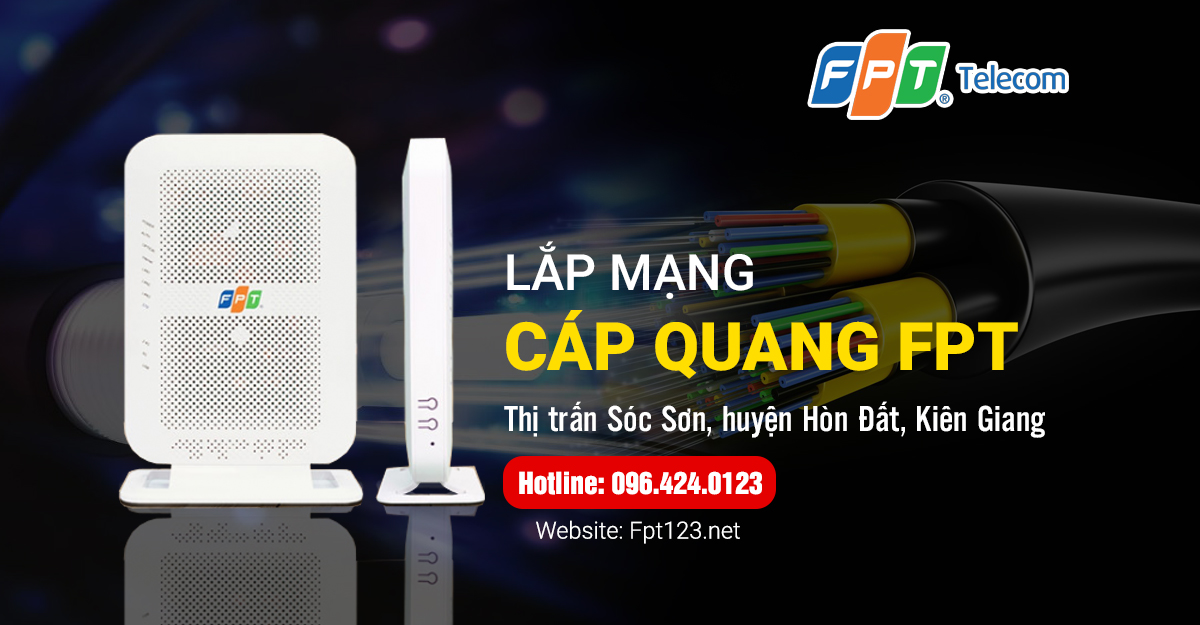 FPT® Telecom
FPT
LẮP MẠNG
CÁP QUANG FPT
Thị trấn Sóc Sơn, huyện Hòn Đất, Kiên Giang
Hotline: 096.424.0123
Website: Fpt123.net